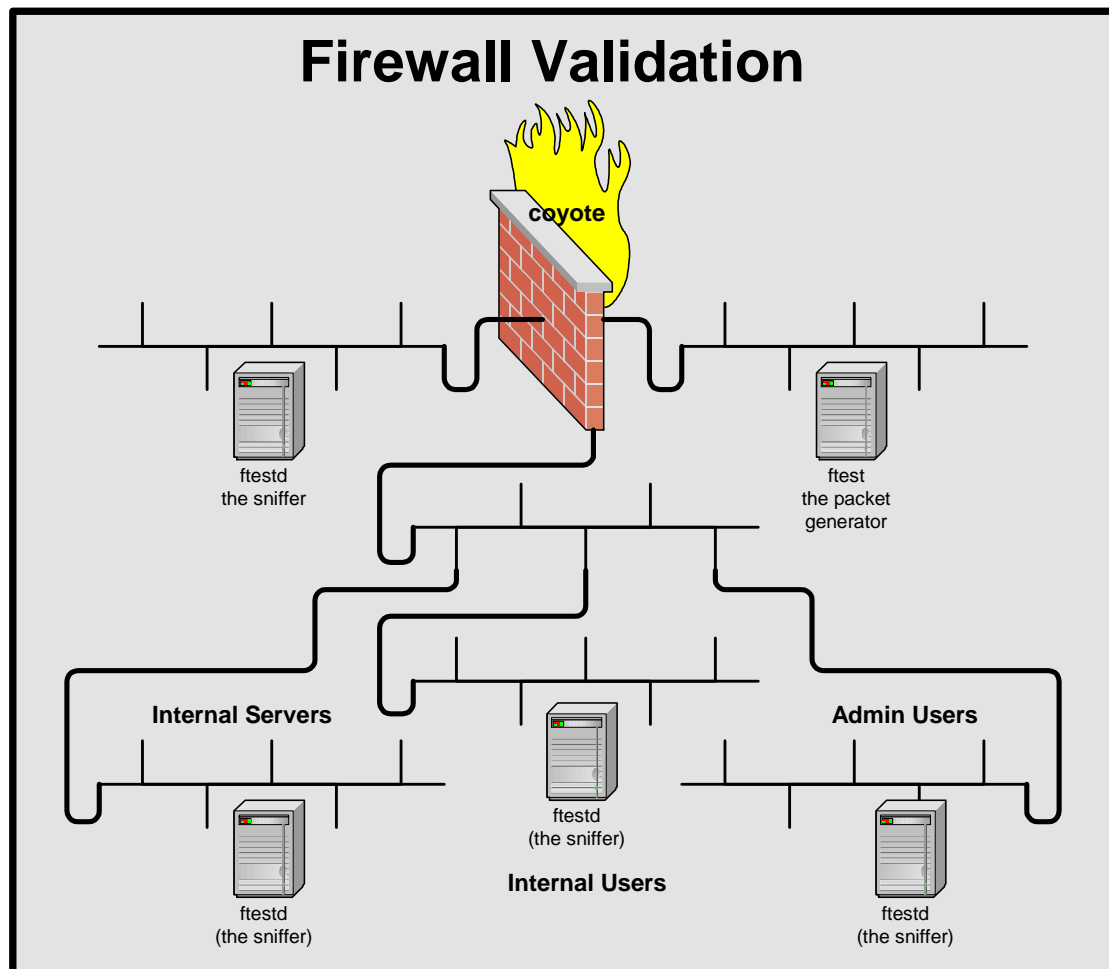 Firewall Validation
coyote
ftestd
the sniffer
ftest
the packet
generator
Internal Servers
Admin Users
ftestd
(the sniffer)
Internal Users
ftestd
(the sniffer)
ftestd
(the sniffer)